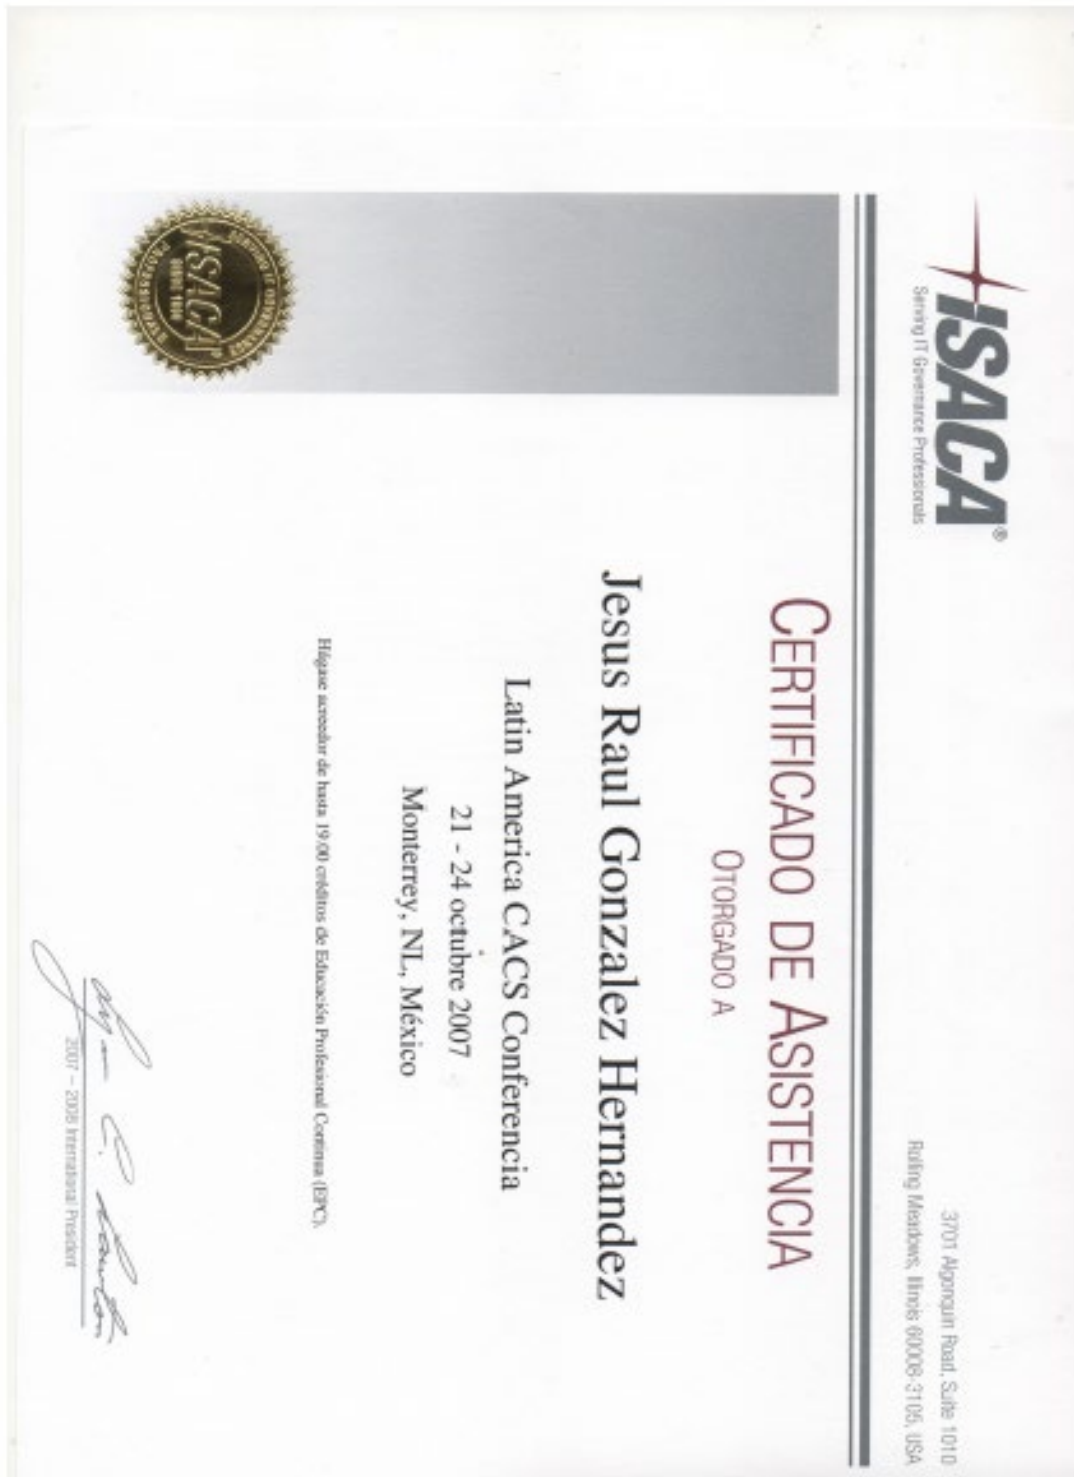 ISACA®
Serving IT Governance Professionals
3701 Algonquin Road, Suite 1010
Rolling Meadows, Illinois 60008-3105, USA
CERTIFICADO DE ASISTENCIA
OTORGADO A
Jesus Raul Gonzalez Hernandez
Latin America CACS Conferencia
21 - 24 octubre 2007
Monterrey, NL, México
Hágase acreedor de hasta 19.00 créditos de Educación Profesional Continua (EPC).
ISACA®
2007 – 2008 International President